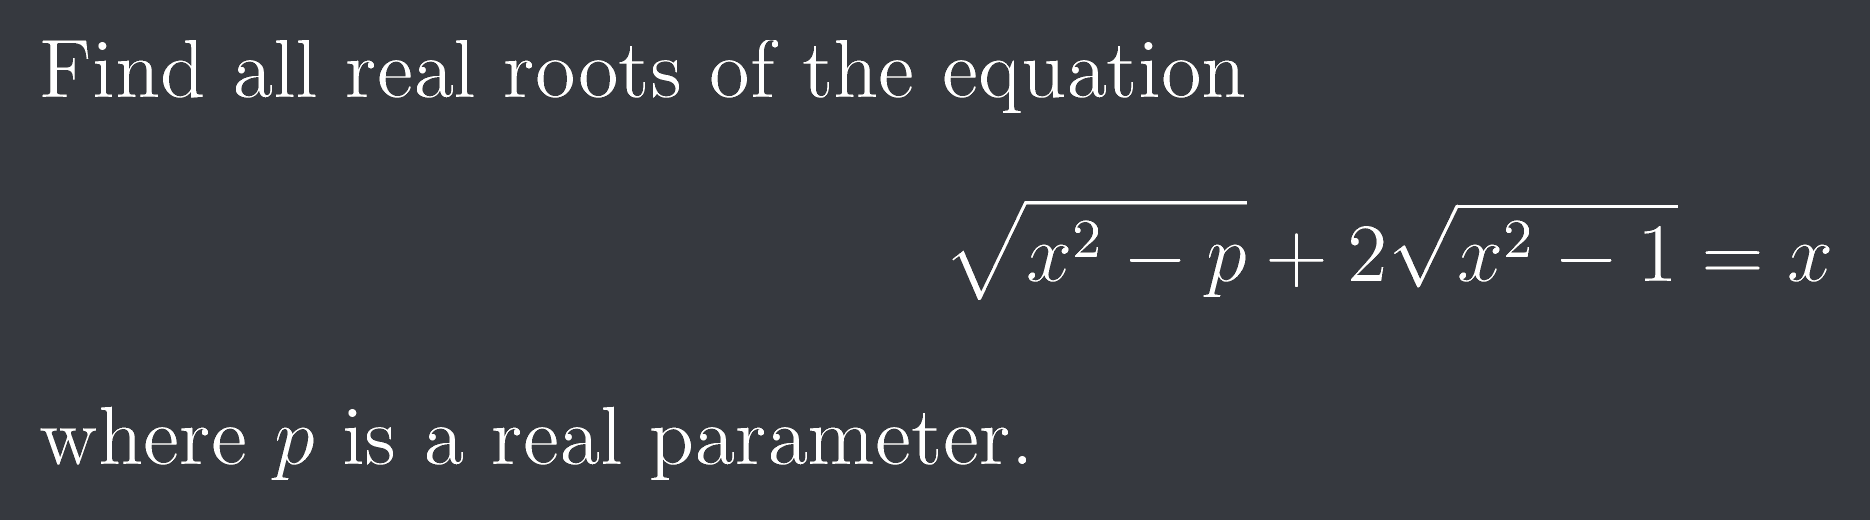 Find all real roots of the equation
√(x² − p) + 2√(x² − 1) = x
where p is a real parameter.